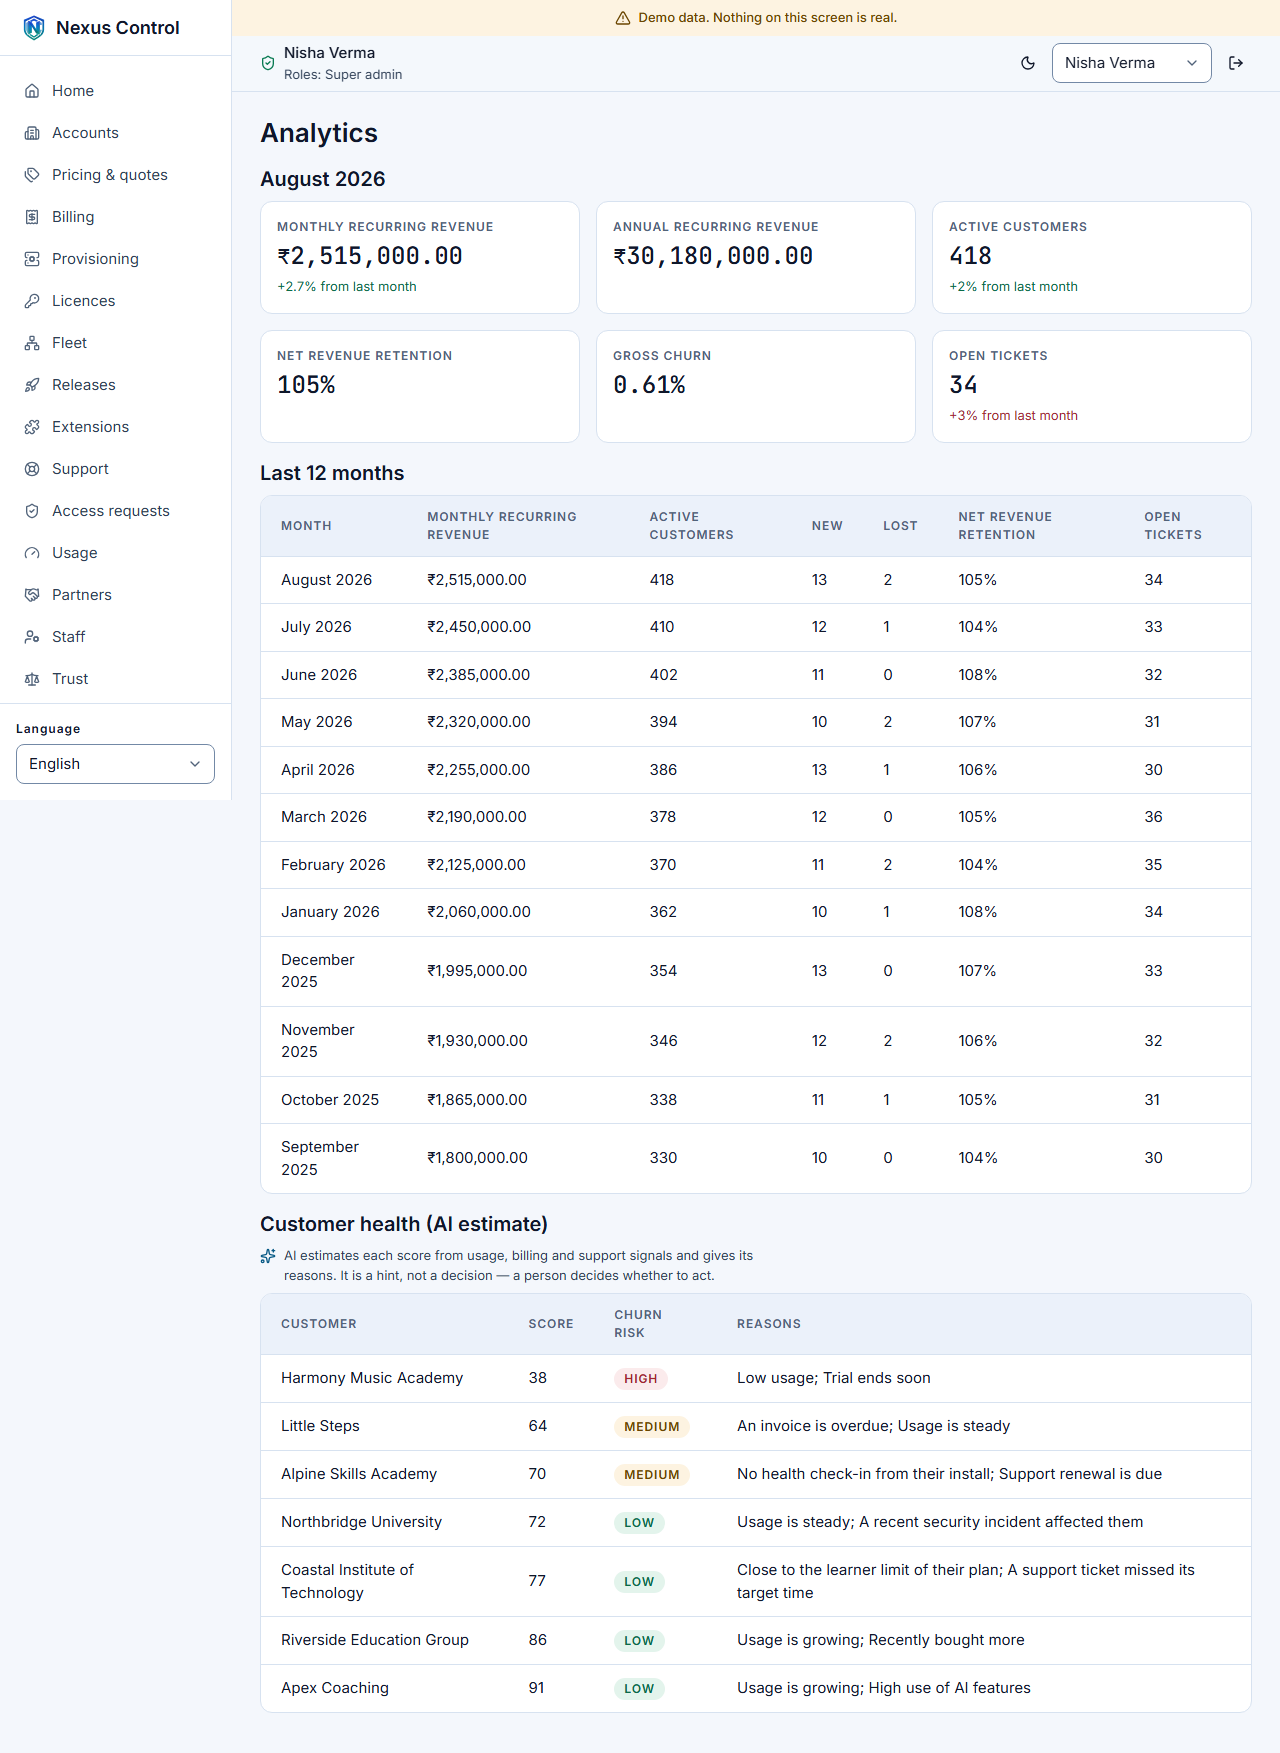 Nexus Control
Demo data. Nothing on this screen is real.
Nisha Verma
Roles: Super admin
Nisha Verma
Home
Accounts
Pricing & quotes
Billing
Provisioning
Licences
Fleet
Releases
Extensions
Support
Access requests
Usage
Partners
Staff
Trust
Language
English
Analytics
August 2026
MONTHLY RECURRING REVENUE
₹2,515,000.00
+2.7% from last month
ANNUAL RECURRING REVENUE
₹30,180,000.00
ACTIVE CUSTOMERS
418
+2% from last month
NET REVENUE RETENTION
105%
GROSS CHURN
0.61%
OPEN TICKETS
34
+3% from last month
Last 12 months
MONTH MONTHLY RECURRING REVENUE ACTIVE CUSTOMERS NEW LOST NET REVENUE RETENTION OPEN TICKETS
August 2026 ₹2,515,000.00 418 13 2 105% 34
July 2026 ₹2,450,000.00 410 12 1 104% 33
June 2026 ₹2,385,000.00 402 11 0 108% 32
May 2026 ₹2,320,000.00 394 10 2 107% 31
April 2026 ₹2,255,000.00 386 13 1 106% 30
March 2026 ₹2,190,000.00 378 12 0 105% 36
February 2026 ₹2,125,000.00 370 11 2 104% 35
January 2026 ₹2,060,000.00 362 10 1 108% 34
December 2025 ₹1,995,000.00 354 13 0 107% 33
November 2025 ₹1,930,000.00 346 12 2 106% 32
October 2025 ₹1,865,000.00 338 11 1 105% 31
September 2025 ₹1,800,000.00 330 10 0 104% 30
Customer health (AI estimate)
AI estimates each score from usage, billing and support signals and gives its
reasons. It is a hint, not a decision — a person decides whether to act.
CUSTOMER SCORE CHURN RISK REASONS
Harmony Music Academy 38 HIGH Low usage; Trial ends soon
Little Steps 64 MEDIUM An invoice is overdue; Usage is steady
Alpine Skills Academy 70 MEDIUM No health check-in from their install; Support renewal is due
Northbridge University 72 LOW Usage is steady; A recent security incident affected them
Coastal Institute of Technology 77 LOW Close to the learner limit of their plan; A support ticket missed its target time
Riverside Education Group 86 LOW Usage is growing; Recently bought more
Apex Coaching 91 LOW Usage is growing; High use of AI features